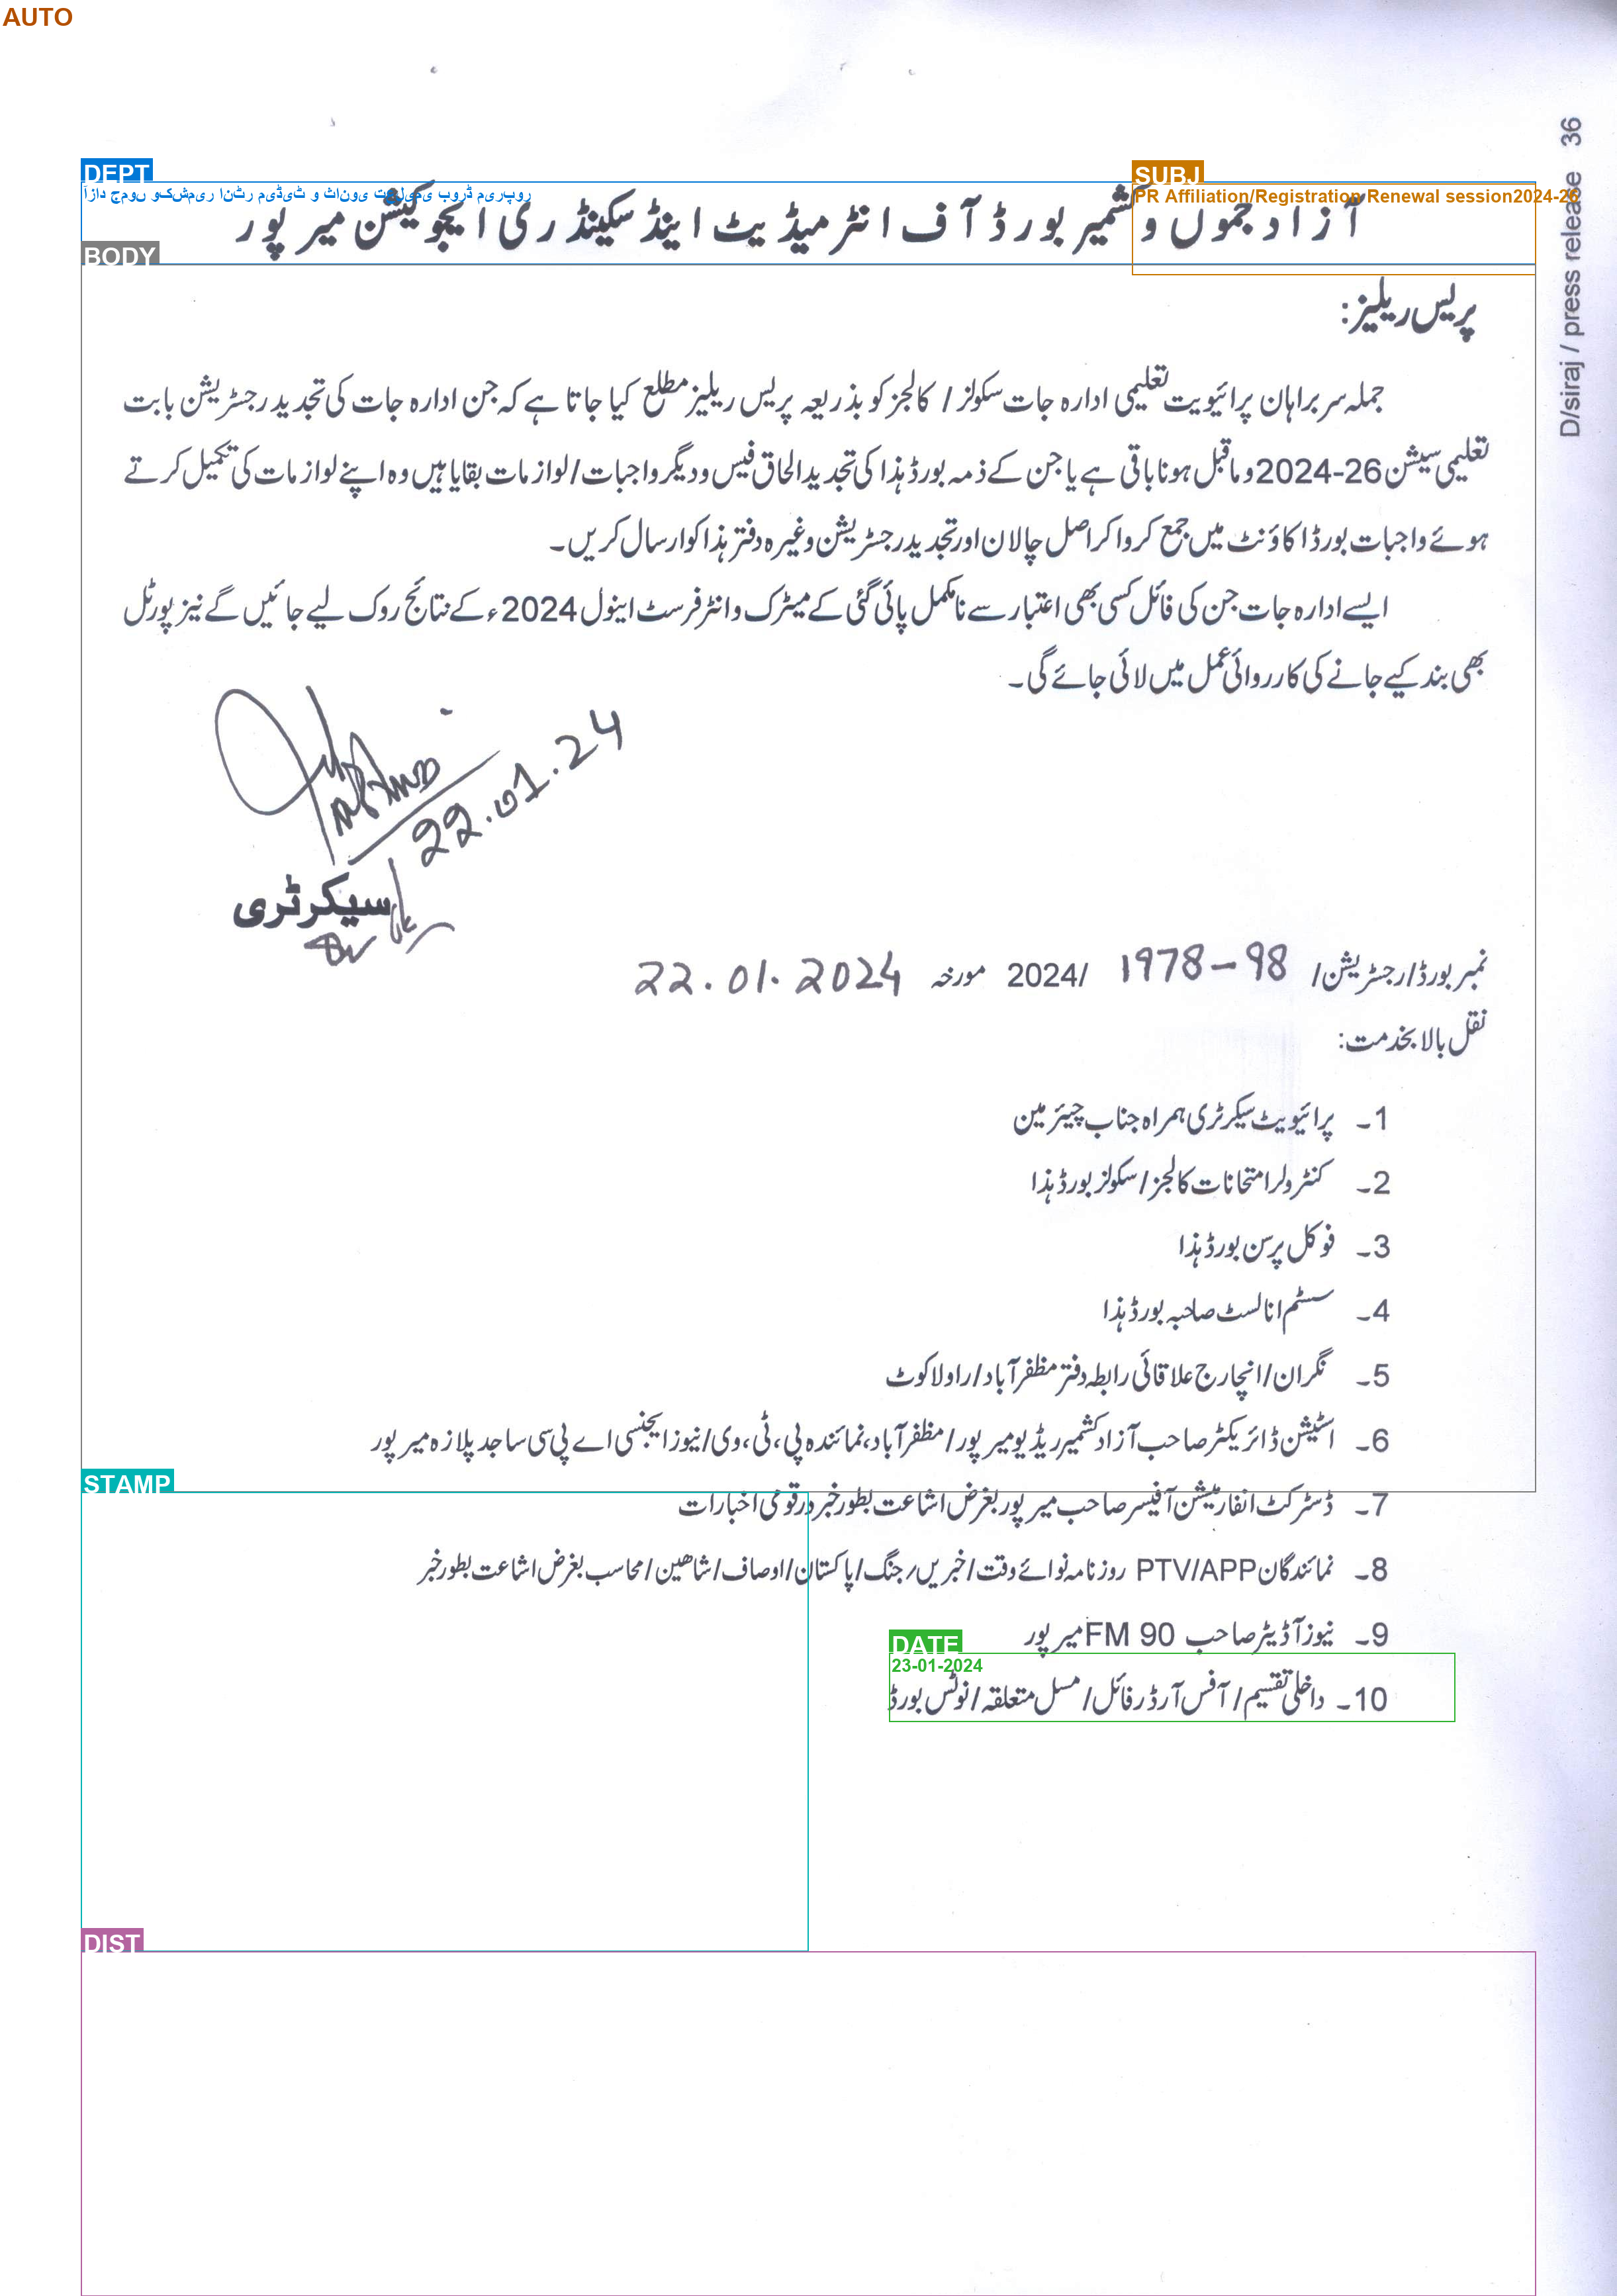 AUTO
DEPT
SUBJ
PR Affiliation/Registration Renewal session2024-26
آزاد جموں و کشمیر بورڈ آف انٹرمیڈیٹ اینڈ سکینڈری ایجوکیشن میرپور
BODY
D/siraj / press release 36
پریس ریلیز:
جملہ سربراہان پرائیویٹ تعلیمی ادارہ جات سکولز / کالجز کو بذریعہ پریس ریلیز مطلع کیا جاتا ہے کہ جن ادارہ جات کی تجدید رجسٹریشن بابت
تعلیمی سیشن 2024-26 و ماقبل ہونا باقی ہے یا جن کے ذمہ بورڈ ہذا کی تجدید الحاق فیس و دیگر واجبات/لوازمات بقایا ہیں وہ اپنے لوازمات کی تکمیل کرتے
ہوئے واجبات بورڈ اکاؤنٹ میں جمع کروا کر اصل چالان اور تجدید رجسٹریشن وغیرہ دفتر ہذا کو ارسال کریں۔
ایسے ادارہ جات جن کی فائل کسی بھی اعتبار سے نامکمل پائی گئی کے میٹرک و انٹر فرسٹ اینول 2024ء کے نتائج روک لیے جائیں گے نیز پورٹل
بھی بند کیے جانے کی کارروائی عمل میں لائی جائے گی۔
22.01.24
سیکرٹری
نمبر بورڈ/رجسٹریشن/ 1978-98 /2024 مورخہ 22.01.2024
نقل بالا بخدمت:
1۔ پرائیویٹ سیکرٹری ہمراہ جناب چیئرمین
2۔ کنٹرولر امتحانات کالجز/سکولز بورڈ ہذا
3۔ فوکل پرسن بورڈ ہذا
4۔ سسٹم انالسٹ صاحبہ بورڈ ہذا
5۔ نگران/انچارج علاقائی رابطہ دفتر مظفرآباد/راولاکوٹ
6۔ اسٹیشن ڈائریکٹر صاحب آزاد کشمیر ریڈیو میرپور/مظفرآباد،نمائندہ پی،ٹی،وی/نیوز ایجنسی اے پی سی ساجد پلازہ میرپور
STAMP
7۔ ڈسٹرکٹ انفارمیشن آفیسر صاحب میرپور بغرض اشاعت بطور خبر در قومی اخبارات
8۔ نمائندگان PTV/APP روزنامہ نوائے وقت/خبریں/جنگ/پاکستان/اوصاف/شاھین/محاسب بغرض اشاعت بطور خبر
9۔ نیوز آڈیٹر صاحب FM 90 میرپور
DATE
23-01-2024
10۔ داخلی تقسیم/آفس آرڈر فائل/مسل متعلقہ/نوٹس بورڈ
DIST